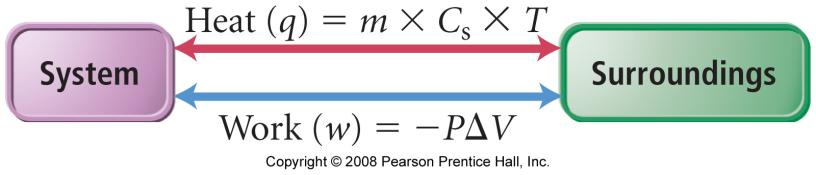 Heat (q) = m × Cs × T
System
Surroundings
Work (w) = −PΔV
Copyright © 2008 Pearson Prentice Hall, Inc.